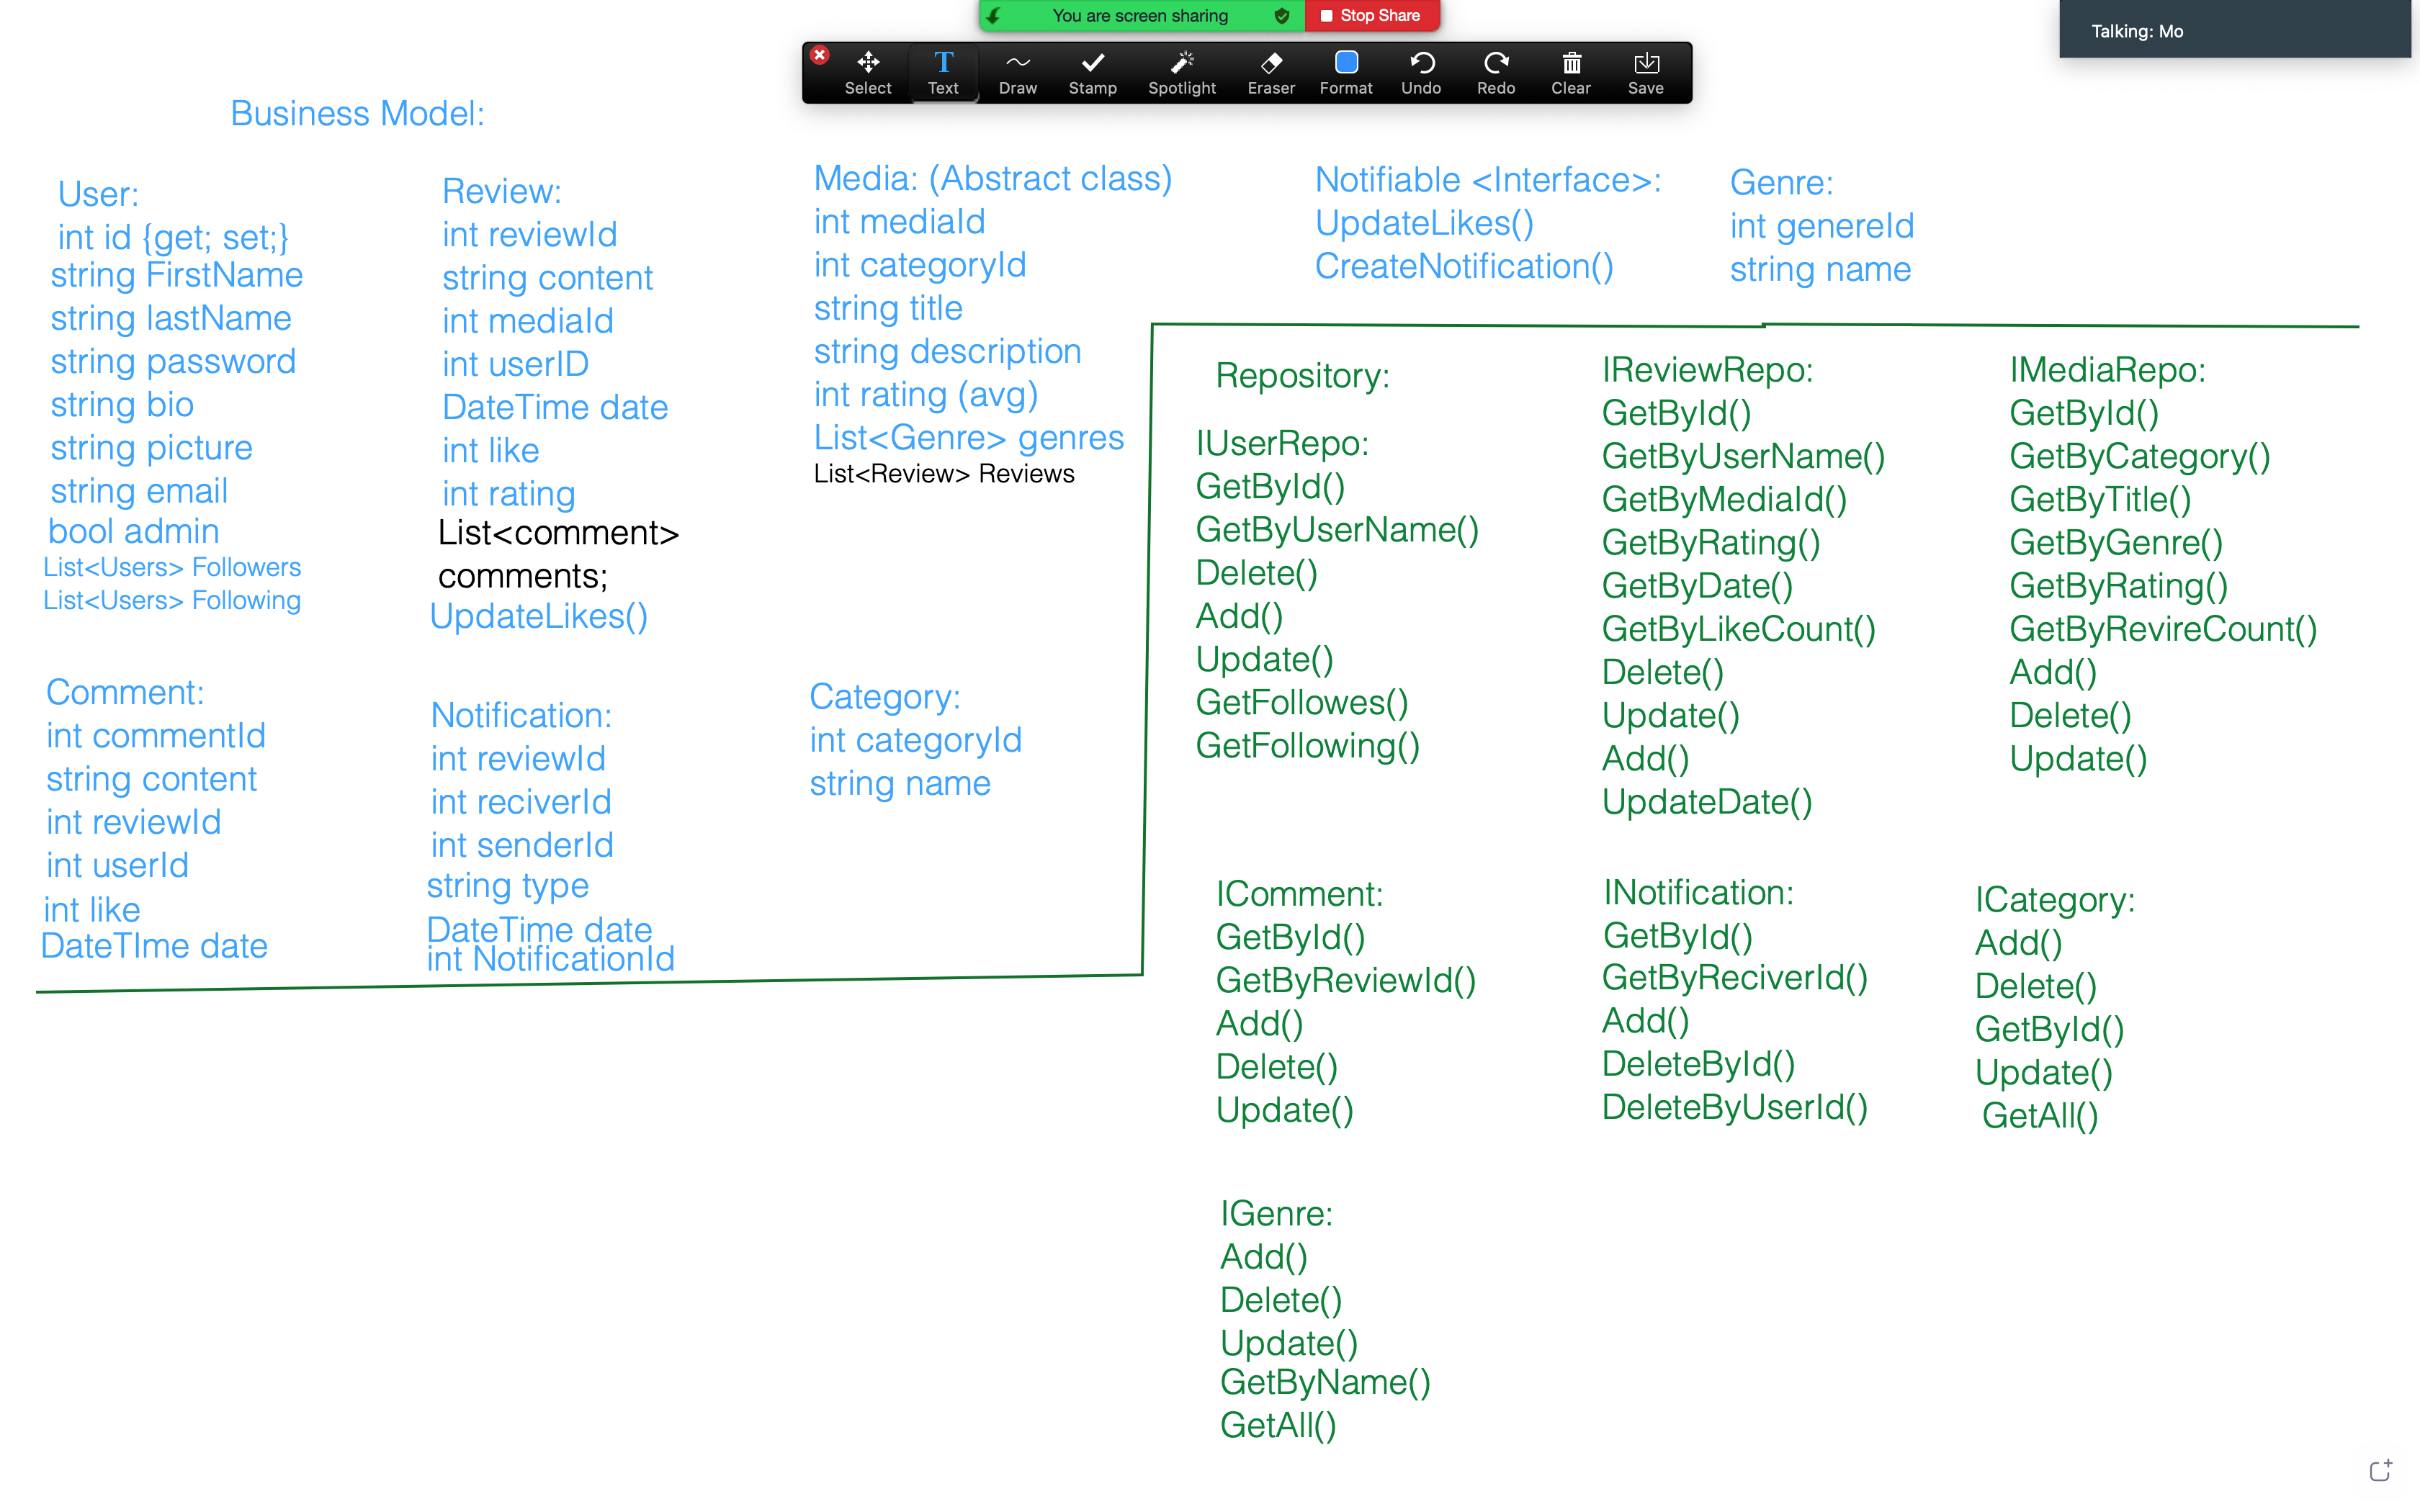 You are screen sharing
Stop Share
Talking: Mo
Select
Text
Draw
Stamp
Spotlight
Eraser
Format
Undo
Redo
Clear
Save
Business Model:
User:
int id {get; set;}
string FirstName
string lastName
string password
string bio
string picture
string email
bool admin
List<Users> Followers
List<Users> Following
Review:
int reviewId
string content
int mediaId
int userID
DateTime date
int like
int rating
List<comment>
comments;
UpdateLikes()
Media: (Abstract class)
int mediaId
int categoryId
string title
string description
int rating (avg)
List<Genre> genres
List<Review> Reviews
Notifiable <Interface>:
UpdateLikes()
CreateNotification()
Genre:
int genereId
string name
Comment:
int commentId
string content
int reviewId
int userId
int like
DateTIme date
Notification:
int reviewId
int reciverId
int senderId
string type
DateTime date
int NotificationId
Category:
int categoryId
string name
Repository:
IUserRepo:
GetById()
GetByUserName()
Delete()
Add()
Update()
GetFollowes()
GetFollowing()
IReviewRepo:
GetById()
GetByUserName()
GetByMediaId()
GetByRating()
GetByDate()
GetByLikeCount()
Delete()
Update()
Add()
UpdateDate()
IMediaRepo:
GetById()
GetByCategory()
GetByTitle()
GetByGenre()
GetByRating()
GetByRevireCount()
Add()
Delete()
Update()
IComment:
GetById()
GetByReviewId()
Add()
Delete()
Update()
INotification:
GetById()
GetByReciverId()
Add()
DeleteById()
DeleteByUserId()
ICategory:
Add()
Delete()
GetById()
Update()
GetAll()
IGenre:
Add()
Delete()
Update()
GetByName()
GetAll()